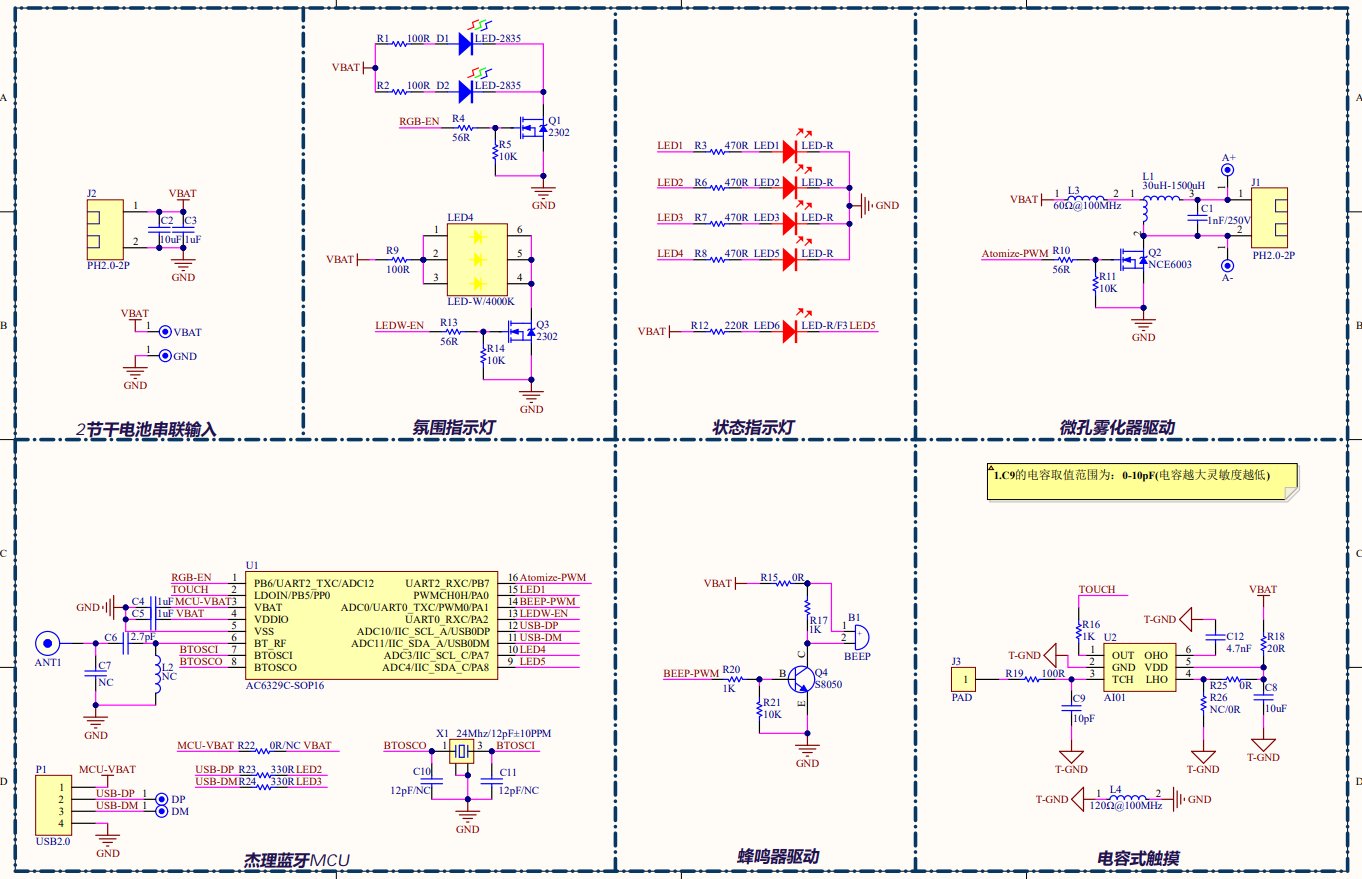 R1 100R D1 LED-2835
VBAT
R2 100R D2 LED-2835
RGB-EN R4 56R
Q1 2302
R5 10K
GND
J2
VBAT
1
C2 C3
10uF 1uF
2
PH2.0-2P
GND
VBAT
1 VBAT
1 GND
GND
2节干电池串联输入
LED4
1 6
VBAT R9 100R 2 5
3 4
LED-W/4000K
LEDW-EN R13 56R
Q3 2302
R14 10K
GND
氛围指示灯
LED1 R3 470R LED1 LED-R
LED2 R6 470R LED2 LED-R
GND
LED3 R7 470R LED3 LED-R
LED4 R8 470R LED5 LED-R
VBAT R12 220R LED6 LED-R/F3 LED5
状态指示灯
A+
1
L1
30uH-1500uH
J1
VBAT 1 L3 2 1 3 1
60Ω@100MHz
C1
1nF/250V
2 2
Atomize-PWM R10 56R
Q2 NCE6003
1
A-
PH2.0-2P
R11 10K
GND
微孔雾化器驱动
1.C9的电容取值范围为：0-10pF(电容越大灵敏度越低)
U1
RGB-EN 1 PB6/UART2_TXC/ADC12 UART2_RXC/PB7 16 Atomize-PWM
TOUCH 2 LDOIN/PB5/PP0 PWMCH0H/PA0 15 LED1
GND C4 1uF MCU-VBAT 3 VBAT ADC0/UART0_TXC/PWM0/PA1 14 BEEP-PWM
C5 1uF VBAT 4 VDDIO UART0_RXC/PA2 13 LEDW-EN
5 VSS ADC10/IIC_SCL_A/USB0DP 12 USB-DP
C6 2.7pF 6 BT_RF ADC11/IIC_SDA_A/USB0DM 11 USB-DM
BTOSCI 7 BTOSCI ADC3/IIC_SCL_C/PA7 10 LED4
BTOSCO 8 BTOSCO ADC4/IIC_SDA_C/PA8 9 LED5
AC6329C-SOP16
ANT1
C7 NC
L2 NC
GND
MCU-VBAT R22 0R/NC VBAT
USB-DP R23 330R LED2
USB-DM R24 330R LED3
X1 24Mhz/12pF±10PPM
BTOSCO 1 3 BTOSCI
C10 C11
12pF/NC 12pF/NC
GND
P1 MCU-VBAT
1
2 USB-DP 1 DP
3 USB-DM 1 DM
4
USB2.0
GND
杰理蓝牙MCU
VBAT R15 0R
B1
R17 1K
1
2
BEEP
C
BEEP-PWM R20 1K
B Q4 S8050
E
R21 10K
GND
蜂鸣器驱动
TOUCH VBAT
T-GND
R16 1K
U2
C12 4.7nF
R18 20R
T-GND
1 OUT OHO 6
2 GND VDD 5
3 TCH LHO 4
AI01
J3
1
PAD
R19 100R
C9 10pF
R25 0R
R26 NC/0R
C8 10uF
T-GND T-GND T-GND
T-GND 1 L4 2 GND
120Ω@100MHz
电容式触摸
A
B
C
D
A
B
C
D